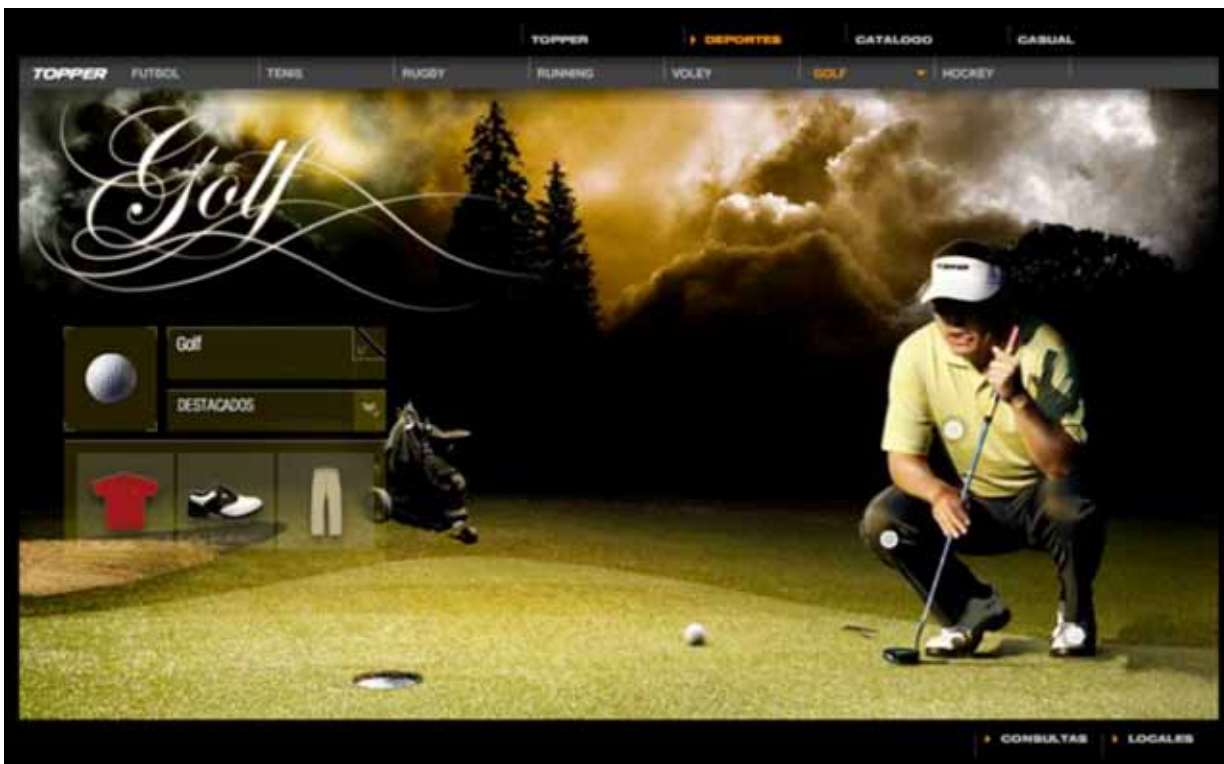 TOPPER DEPORTES CATALOGO CASUAL
TOPPER FUTBOL TENIS RUGBY RUNNING VOLEY GOLF HOCKEY
Golf
TOPPER
Golf
DESTACADOS
CONSULTAS LOCALES